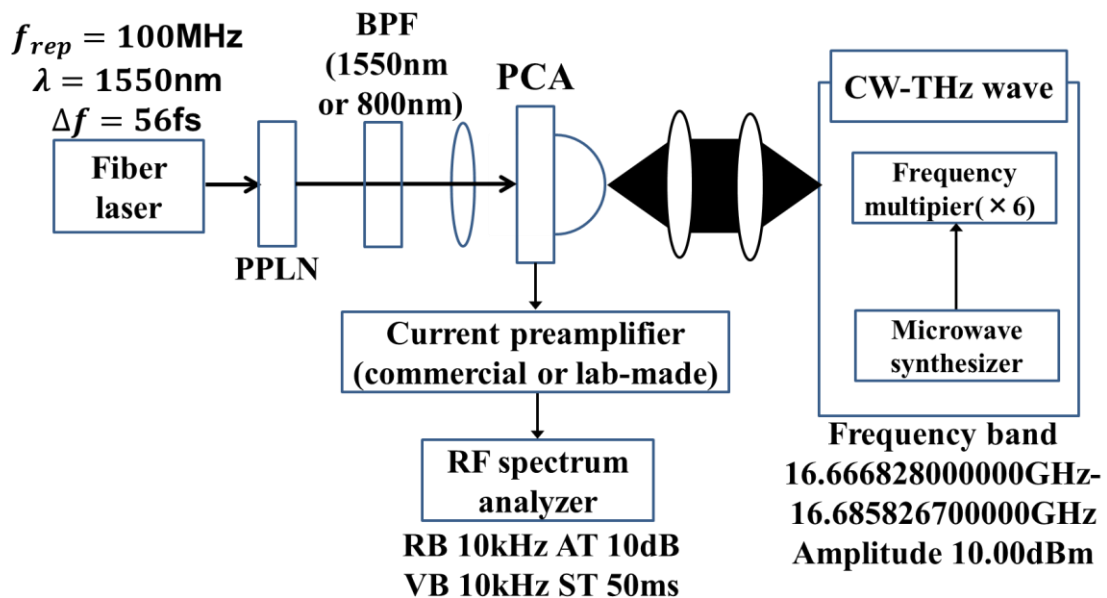 f_rep = 100MHz
λ = 1550nm
Δf = 56fs
Fiber
laser
PPLN
BPF
(1550nm
or 800nm)
PCA
Current preamplifier
(commercial or lab-made)
RF spectrum
analyzer
RB 10kHz AT 10dB
VB 10kHz ST 50ms
CW-THz wave
Frequency
multipier(×6)
Microwave
synthesizer
Frequency band
16.666828000000GHz-
16.685826700000GHz
Amplitude 10.00dBm